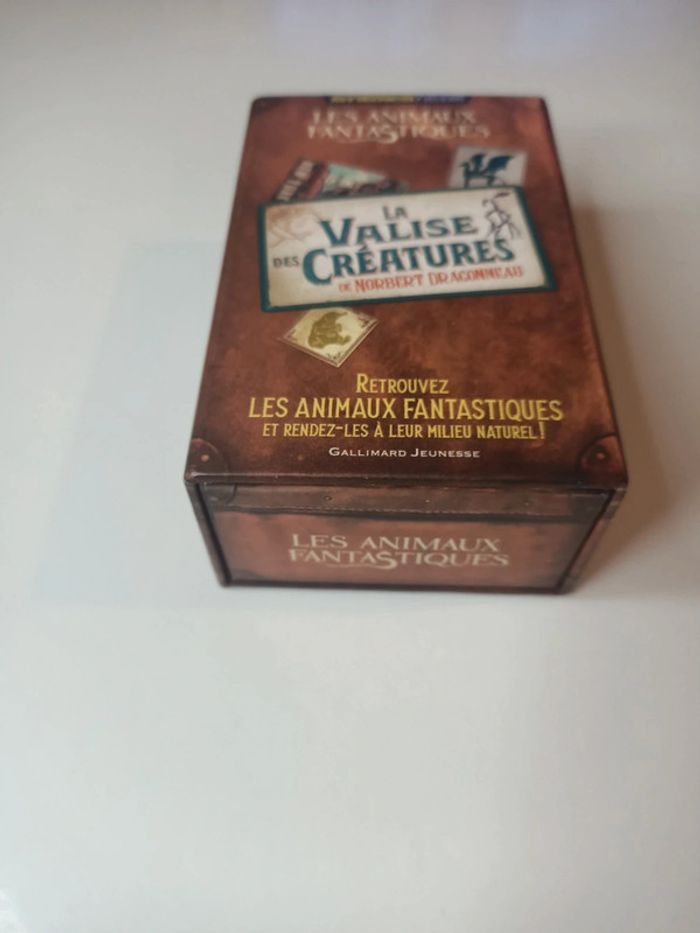 LES ANIMAUX
FANTASTIQUES
LA
VALISE
DES CRÉATURES
DE NORBERT DRAGONNEAU
RETROUVEZ
LES ANIMAUX FANTASTIQUES
ET RENDEZ-LES À LEUR MILIEU NATUREL !
GALLIMARD JEUNESSE
LES ANIMAUX
FANTASTIQUES